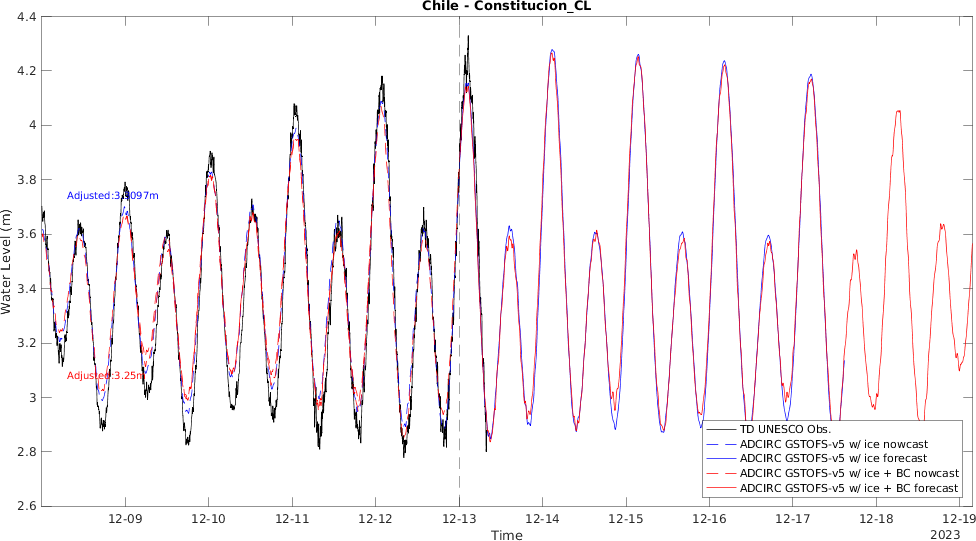 Chile - Constitucion_CL
Water Level (m)
4.4
4.2
4
3.8
3.6
3.4
3.2
3
2.8
2.6
Adjusted:3.25m
TD UNESCO Obs.
ADCIRC GSTOFS-v5 w/ ice nowcast
ADCIRC GSTOFS-v5 w/ ice forecast
ADCIRC GSTOFS-v5 w/ ice + BC nowcast
ADCIRC GSTOFS-v5 w/ ice + BC forecast
12-09
12-10
12-11
12-12
12-13
12-14
12-15
12-16
12-17
12-18
12-19
Time
2023